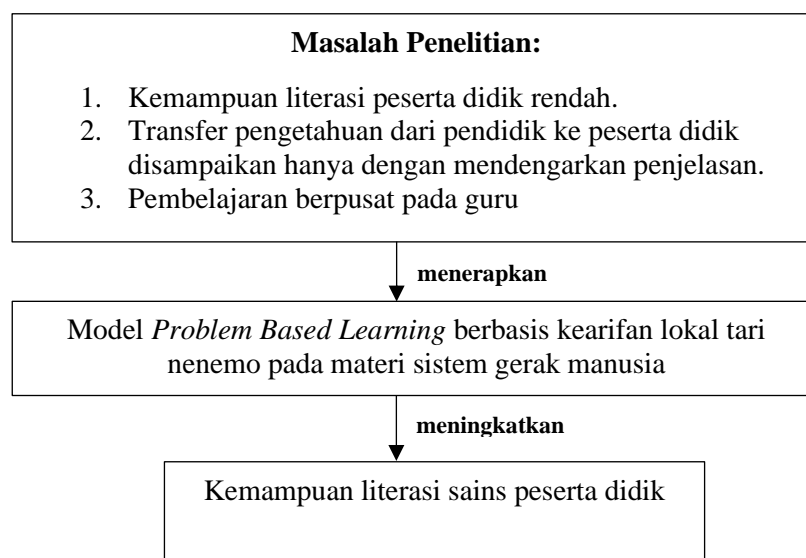 Masalah Penelitian:
1. Kemampuan literasi peserta didik rendah.
2. Transfer pengetahuan dari pendidik ke peserta didik
disampaikan hanya dengan mendengarkan penjelasan.
3. Pembelajaran berpusat pada guru
menerapkan
Model Problem Based Learning berbasis kearifan lokal tari
nenemo pada materi sistem gerak manusia
meningkatkan
Kemampuan literasi sains peserta didik